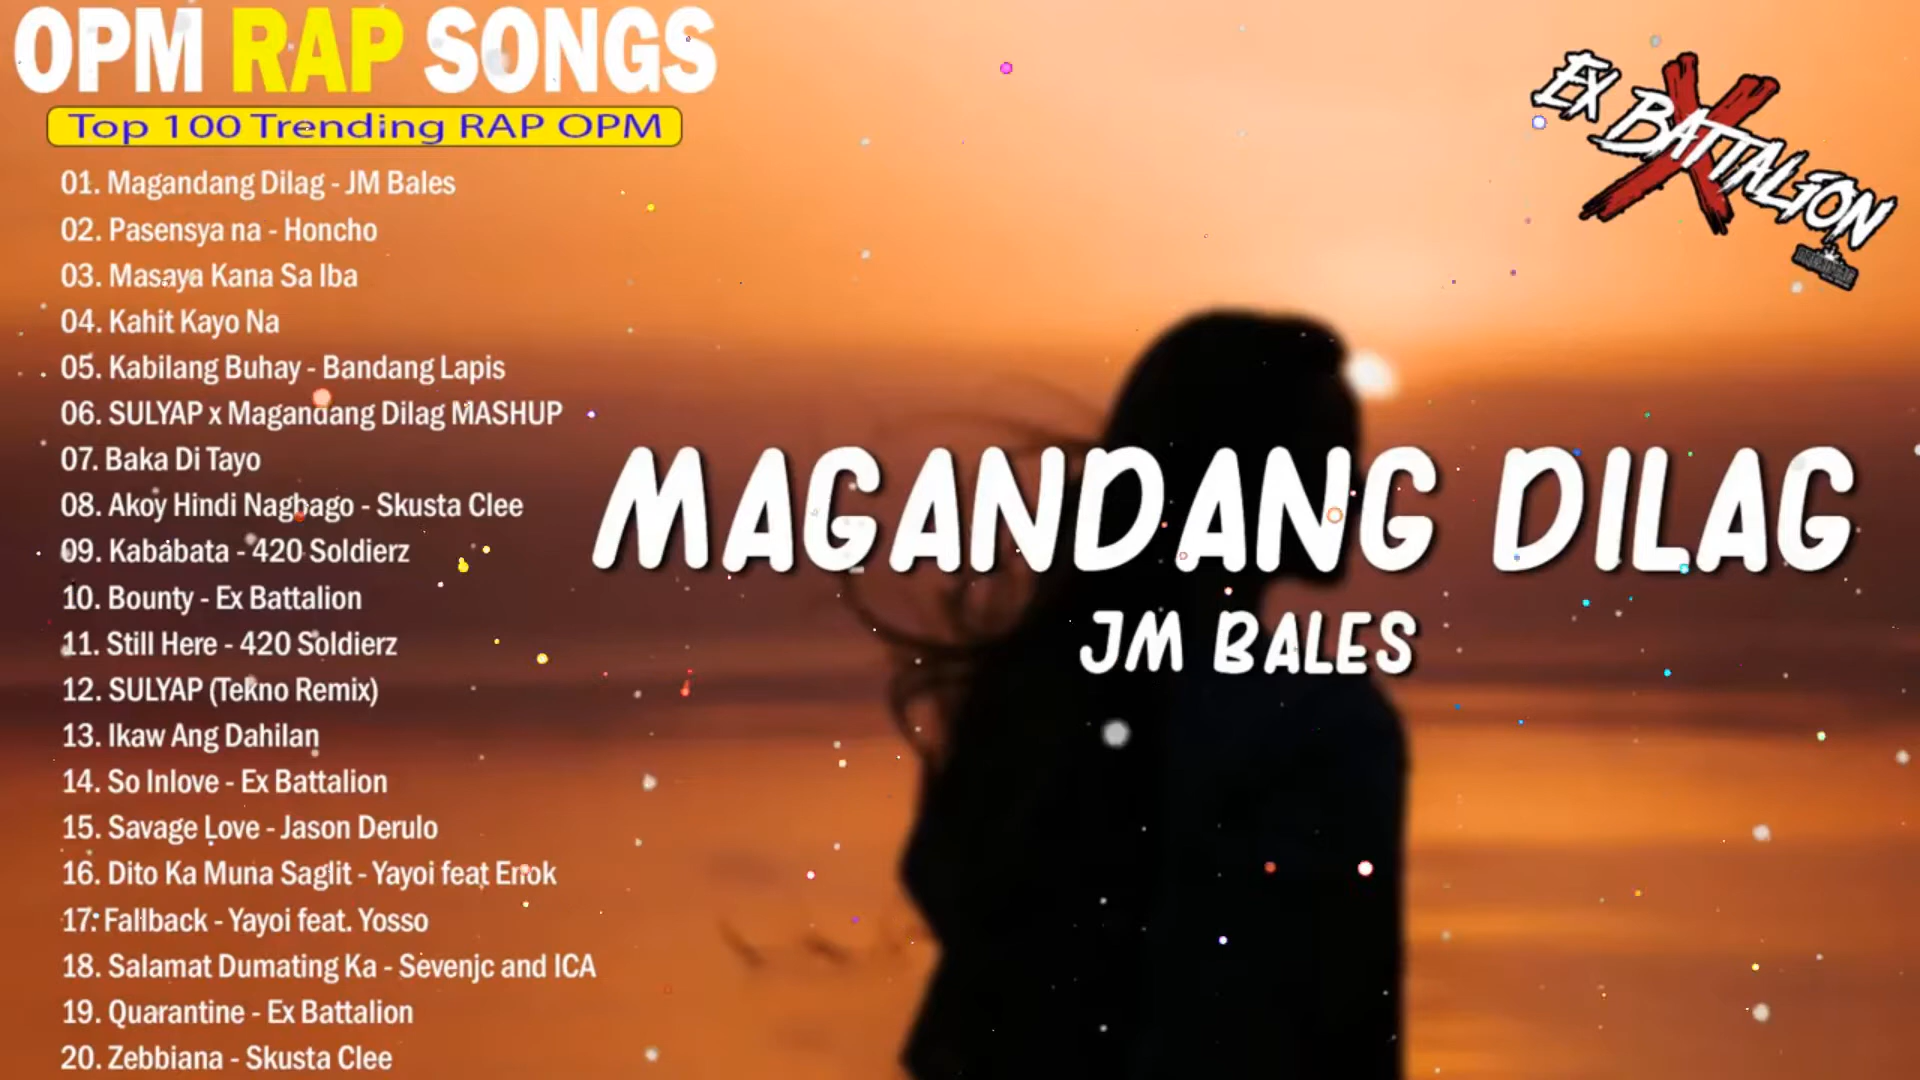 OPM RAP SONGS
Top 100 Trending RAP OPM
01. Magandang Dilag - JM Bales
02. Pasensya na - Honcho
03. Masaya Kana Sa Iba
04. Kahit Kayo Na
05. Kabilang Buhay - Bandang Lapis
06. SULYAP x Magandang Dilag MASHUP
07. Baka Di Tayo
08. Akoy Hindi Nagbago - Skusta Clee
09. Kababata - 420 Soldierz
10. Bounty - Ex Battalion
11. Still Here - 420 Soldierz
12. SULYAP (Tekno Remix)
13. Ikaw Ang Dahilan
14. So Inlove - Ex Battalion
15. Savage Love - Jason Derulo
16. Dito Ka Muna Saglit - Yayoi feat Enok
17. Fallback - Yayoi feat. Yosso
18. Salamat Dumating Ka - Sevenjc and ICA
19. Quarantine - Ex Battalion
20. Zebbiana - Skusta Clee
EX BATTALION
MAGANDANG DILAG
JM BALES